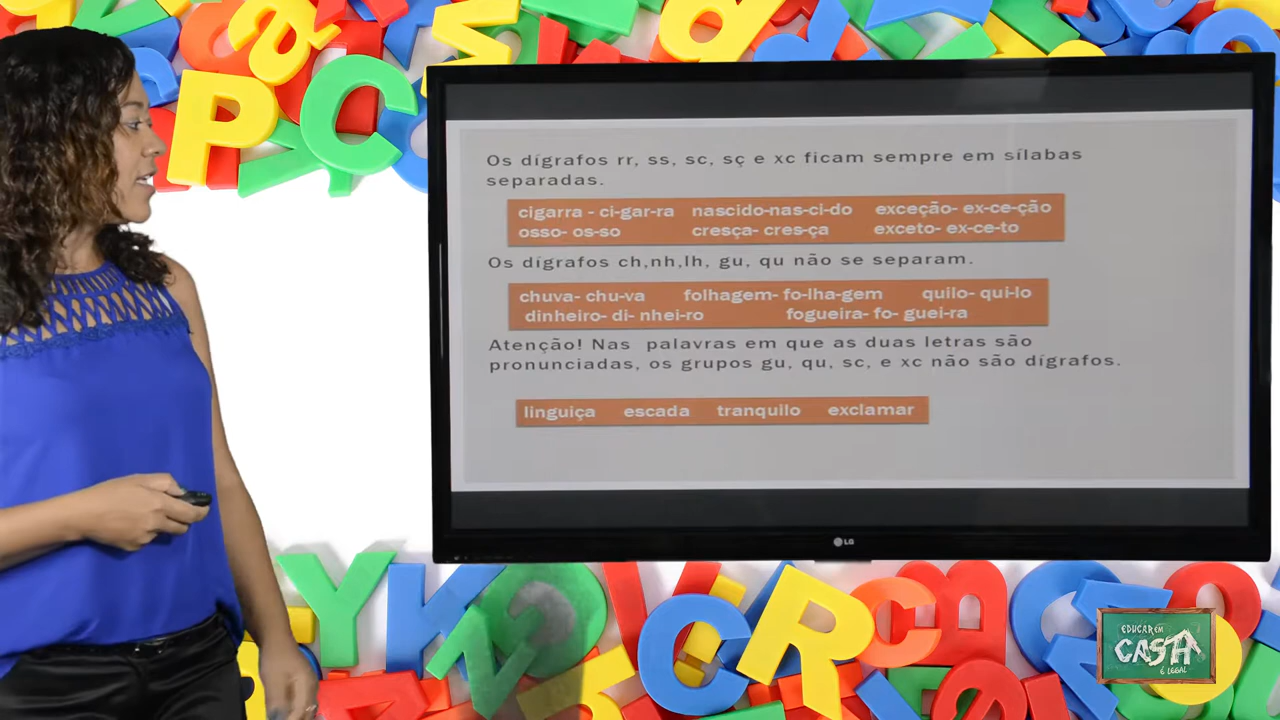 Os dígrafos rr, ss, sc, sç e xc ficam sempre em sílabas
separadas.
cigarra - ci-gar-ra nascido-nas-ci-do exceção- ex-ce-ção
osso- os-so cresça- cres-ça exceto- ex-ce-to
Os dígrafos ch,nh,lh, gu, qu não se separam.
chuva- chu-va folhagem- fo-lha-gem quilo- qui-lo
dinheiro- di- nhei-ro fogueira- fo- guei-ra
Atenção! Nas palavras em que as duas letras são
pronunciadas, os grupos gu, qu, sc, e xc não são dígrafos.
linguiça escada tranquilo exclamar
LG
EDUCAR EM
CASA
É LEGAL